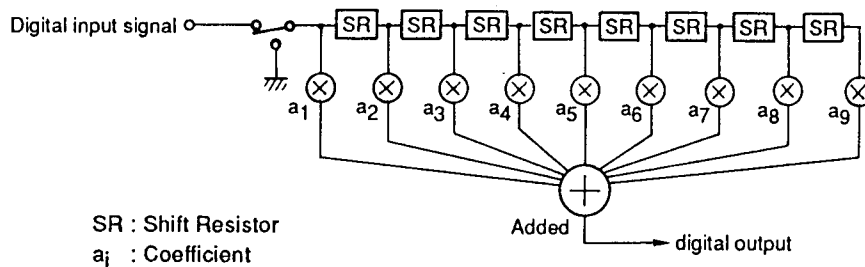 Digital input signal
SR SR SR SR SR SR SR SR
a1 a2 a3 a4 a5 a6 a7 a8 a9
Added
SR : Shift Resistor
digital output
ai : Coefficient